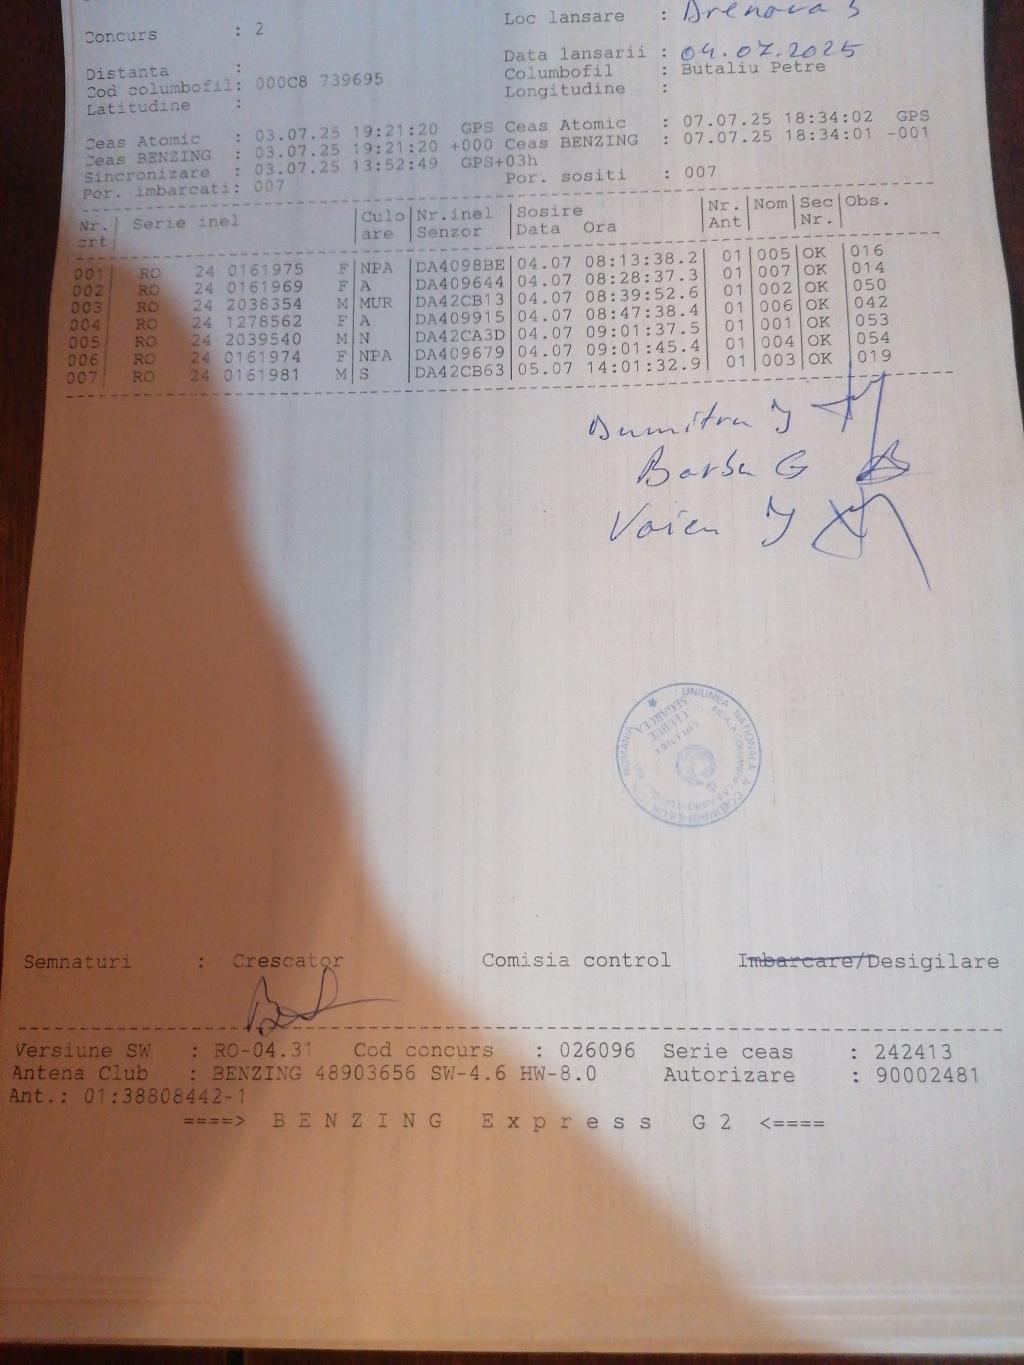 Loc lansare : Drenova 3
Concurs : 2
Data lansarii : 04.07.2025
Distanta :
Columbofil : Butaliu Petre
Cod columbofil: 000C8 739695
Longitudine :
Latitudine :
Ceas Atomic : 03.07.25 19:21:20 GPS Ceas Atomic : 07.07.25 18:34:02 GPS
Ceas BENZING : 03.07.25 19:21:20 +000 Ceas BENZING : 07.07.25 18:34:01 -001
Sincronizare : 03.07.25 13:52:49 GPS+03h
Por. imbarcati: 007 Por. sositi : 007
Nr. Serie inel Culo Nr.inel Sosire Nr. Nom Sec Obs.
crt are Senzor Data Ora Ant Nr.
001 RO 24 0161975 F NPA DA4098BE 04.07 08:13:38.2 01 005 OK 016
002 RO 24 0161969 F A DA409644 04.07 08:28:37.3 01 007 OK 014
003 RO 24 2038354 M MUR DA42CB13 04.07 08:39:52.6 01 002 OK 050
004 RO 24 1278562 F A DA409915 04.07 08:47:38.4 01 006 OK 042
005 RO 24 2039540 M N DA42CA3D 04.07 09:01:37.5 01 001 OK 053
006 RO 24 0161974 F NPA DA409679 04.07 09:01:45.4 01 004 OK 054
007 RO 24 0161981 M S DA42CB63 05.07 14:01:32.9 01 003 OK 019
Dumitru I
Barbu G
Voicu I
UNIUNEA NATIONALA A COLUMBOFILILOR DIN ROMANIA
CLUBUL
SEGARCEA
Semnaturi : Crescator Comisia control Imbarcare/Desigilare
Versiune SW : RO-04.31 Cod concurs : 026096 Serie ceas : 242413
Antena Club : BENZING 48903656 SW-4.6 HW-8.0 Autorizare : 90002481
Ant.: 01:38808442-1
====> BENZING Express G2 <====